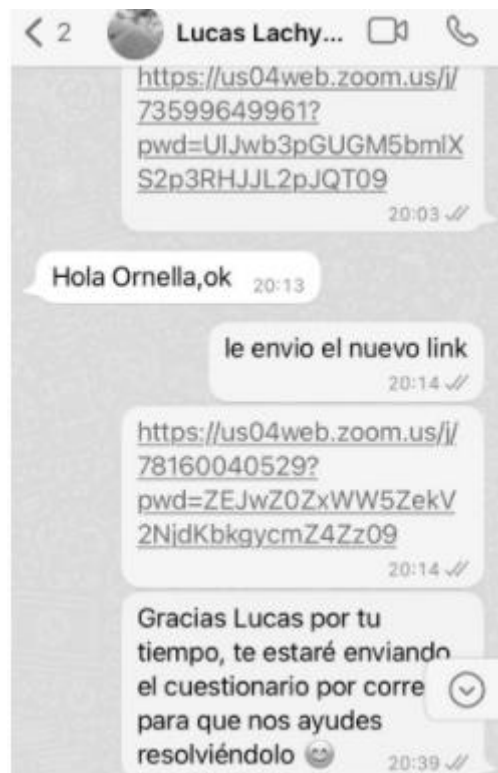 2 Lucas Lachy...
https://us04web.zoom.us/j/
73599649961?
pwd=UlJwb3pGUGM5bmlX
S2p3RHJJL2pJQT09
20:03
Hola Ornella,ok 20:13
le envio el nuevo link
20:14
https://us04web.zoom.us/j/
78160040529?
pwd=ZEJwZ0ZxWW5ZekV
2NjdKbkgycmZ4Zz09
20:14
Gracias Lucas por tu
tiempo, te estaré enviando
el cuestionario por corre
para que nos ayudes
resolviéndolo 😊 20:39